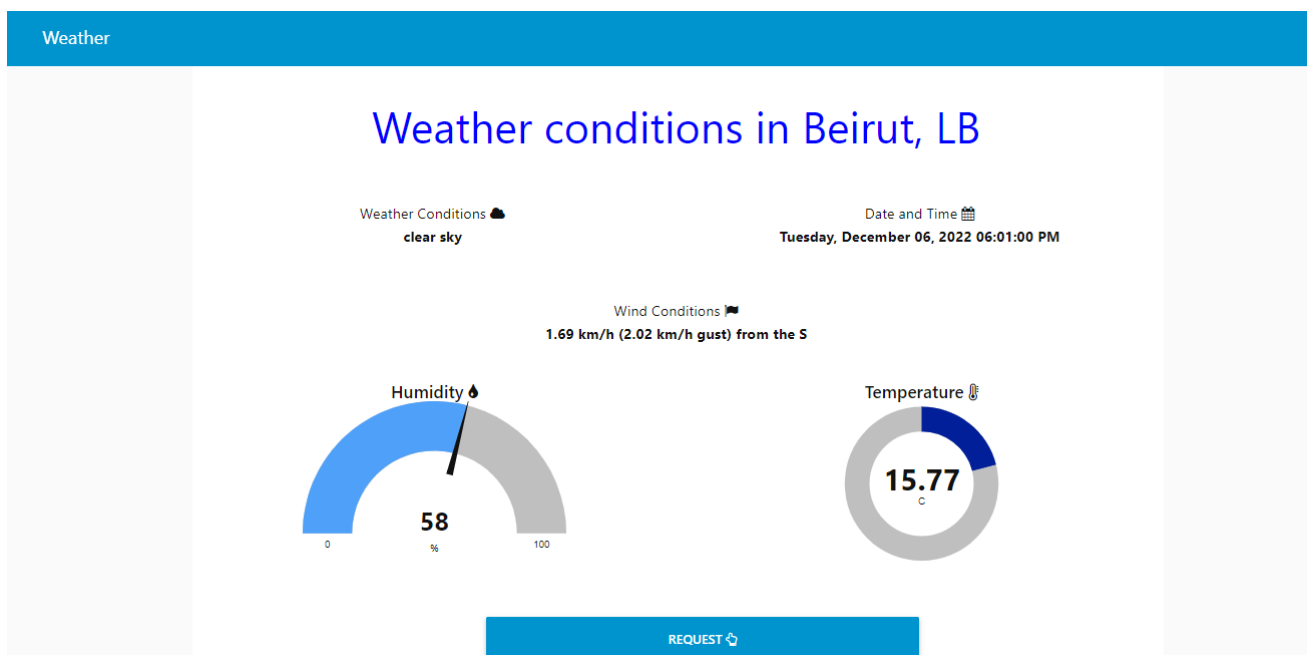 Weather
Weather conditions in Beirut, LB
Weather Conditions
clear sky
Date and Time
Tuesday, December 06, 2022 06:01:00 PM
Wind Conditions
1.69 km/h (2.02 km/h gust) from the S
Humidity
58
%
0
100
Temperature
15.77
C
REQUEST